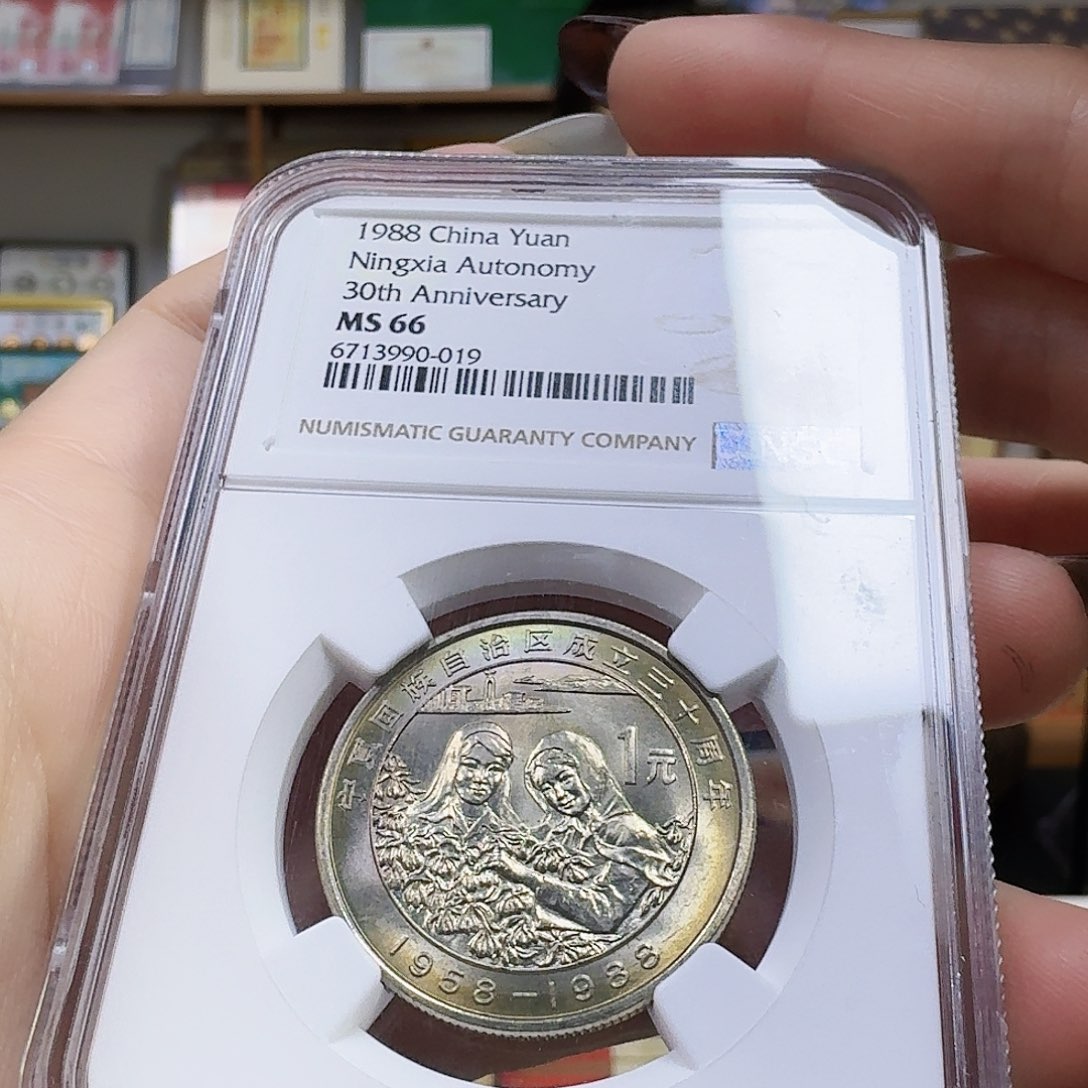 1988 China Yuan
Ningxia Autonomy
30th Anniversary
MS 66
6713990-019
NUMISMATIC GUARANTY COMPANY
宁夏回族自治区成立三十周年
1元
1958-1988